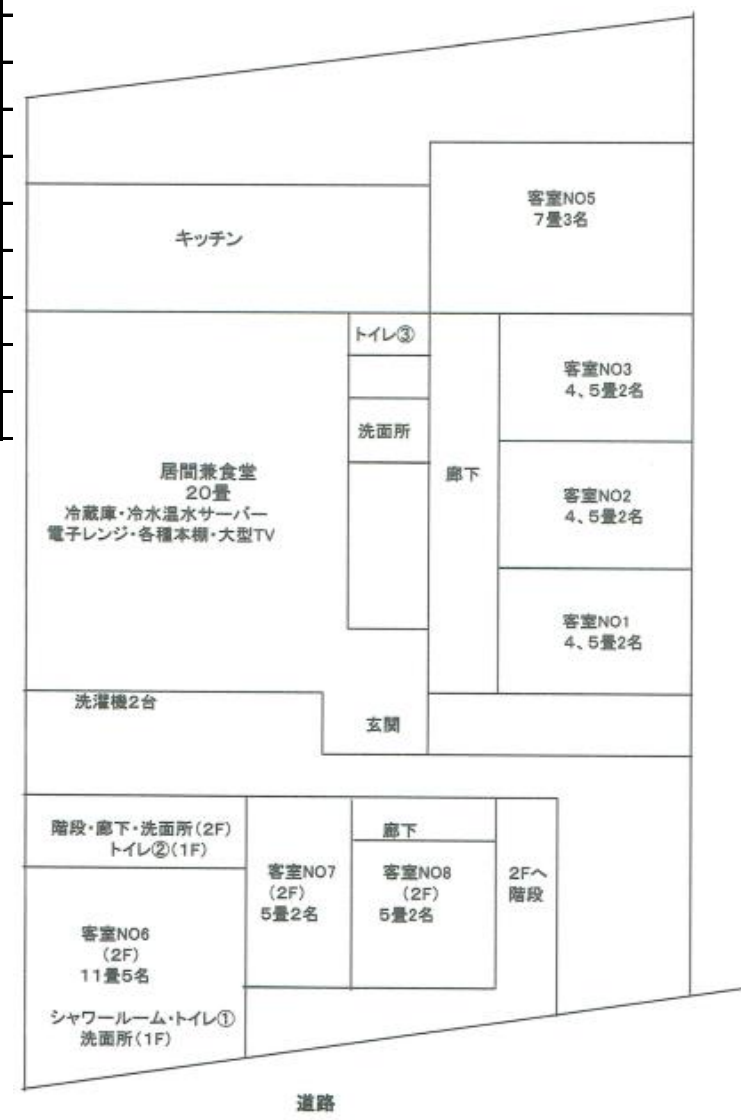 客室NO5
7畳3名
キッチン
トイレ③
客室NO3
4、5畳2名
洗面所
居間兼食堂
20畳
冷蔵庫・冷水温水サーバー
電子レンジ・各種本棚・大型TV
廊下
客室NO2
4、5畳2名
客室NO1
4、5畳2名
洗濯機2台
玄関
階段・廊下・洗面所(2F)
トイレ②(1F)
廊下
客室NO7
(2F)
5畳2名
客室NO8
(2F)
5畳2名
2Fへ
階段
客室NO6
(2F)
11畳5名
シャワールーム・トイレ①
洗面所(1F)
道路